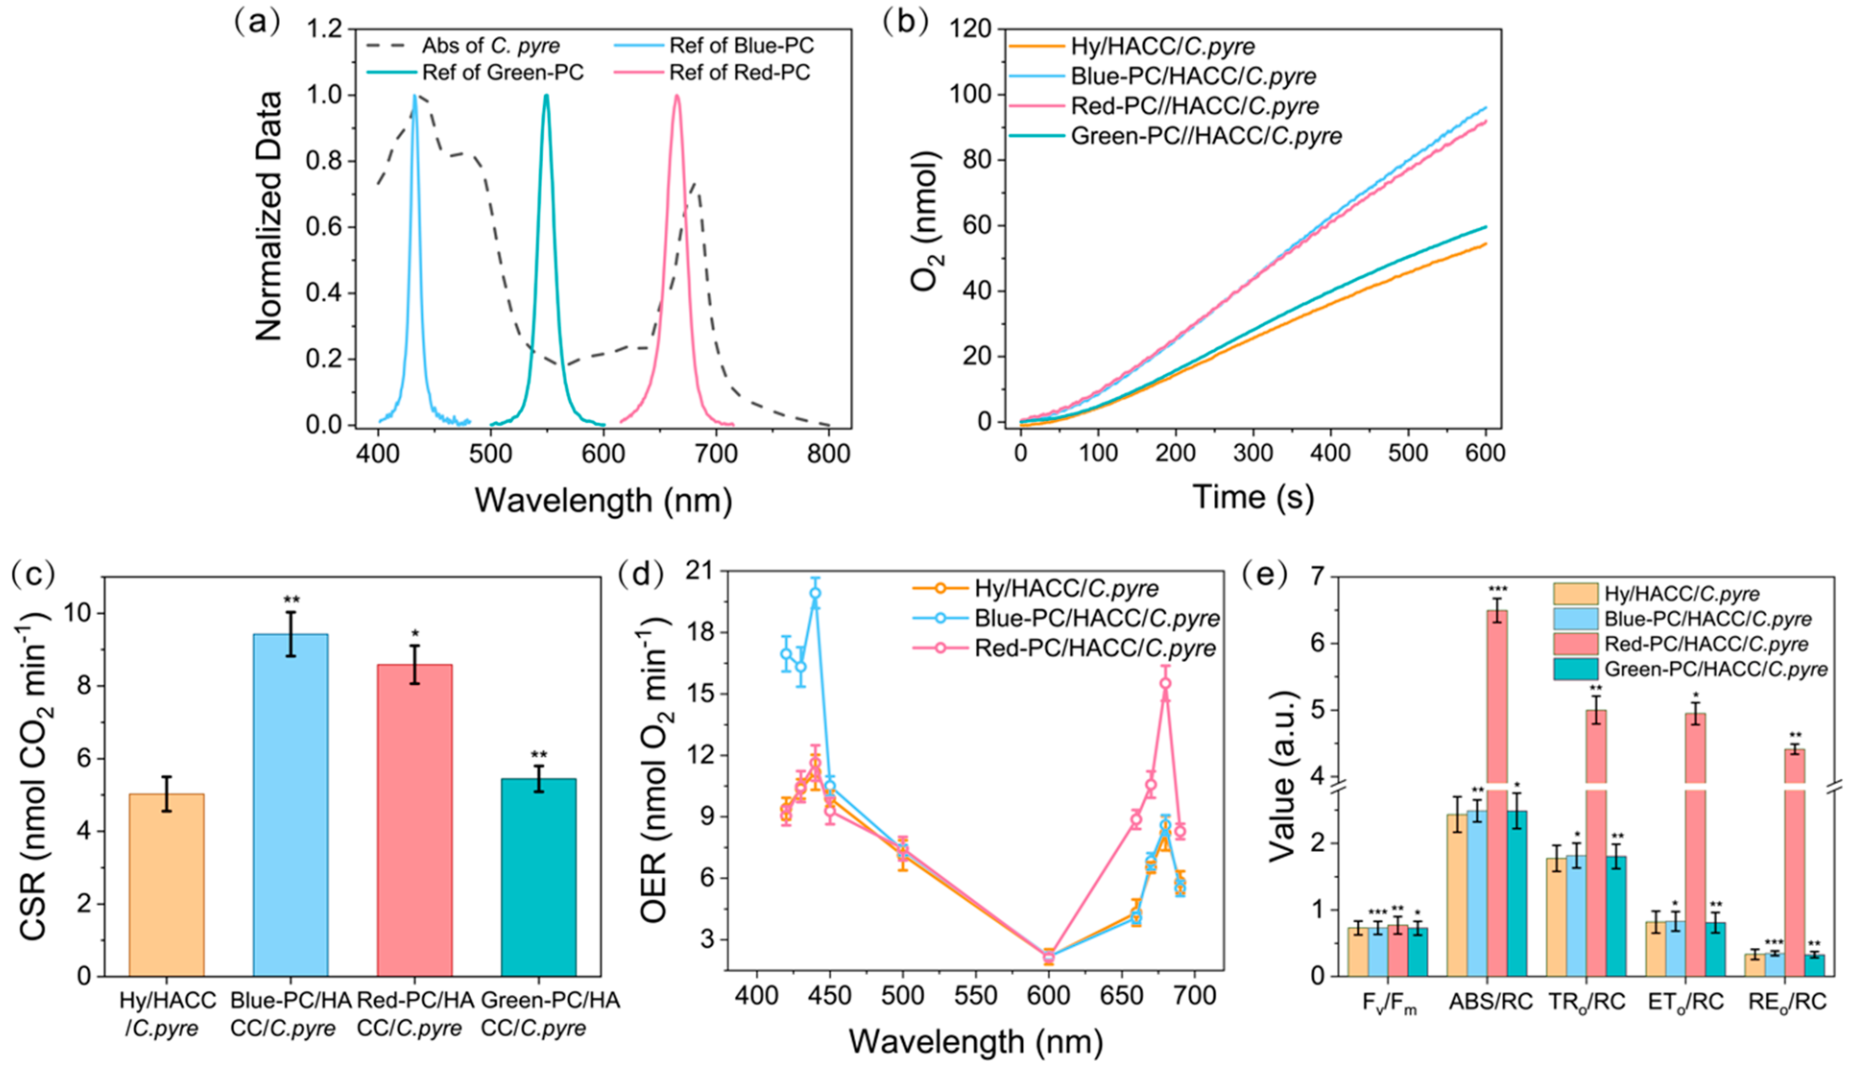 (a)
1.2
1.0
0.8
0.6
0.4
0.2
0.0
Normalized Data
Abs of C. pyre
Ref of Blue-PC
Ref of Green-PC
Ref of Red-PC
400 500 600 700 800
Wavelength (nm)
(b)
120
100
80
60
40
20
0
O2 (nmol)
Hy/HACC/C.pyre
Blue-PC/HACC/C.pyre
Red-PC//HACC/C.pyre
Green-PC//HACC/C.pyre
0 100 200 300 400 500 600
Time (s)
(c)
10
8
6
4
2
0
CSR (nmol CO2 min-1)
**
*
**
Hy/HACC
/C.pyre
Blue-PC/HA
CC/C.pyre
Red-PC/HA
CC/C.pyre
Green-PC/HA
CC/C.pyre
(d)
21
18
15
12
9
6
3
OER (nmol O2 min-1)
Hy/HACC/C.pyre
Blue-PC/HACC/C.pyre
Red-PC/HACC/C.pyre
400 450 500 550 600 650 700
Wavelength (nm)
(e)
7
6
5
4
2
1
0
Value (a.u.)
Hy/HACC/C.pyre
Blue-PC/HACC/C.pyre
Red-PC/HACC/C.pyre
Green-PC/HACC/C.pyre
*** ** *
** *** *
* ** **
* * **
*** ** **
Fv/Fm ABS/RC TRo/RC ETo/RC REo/RC